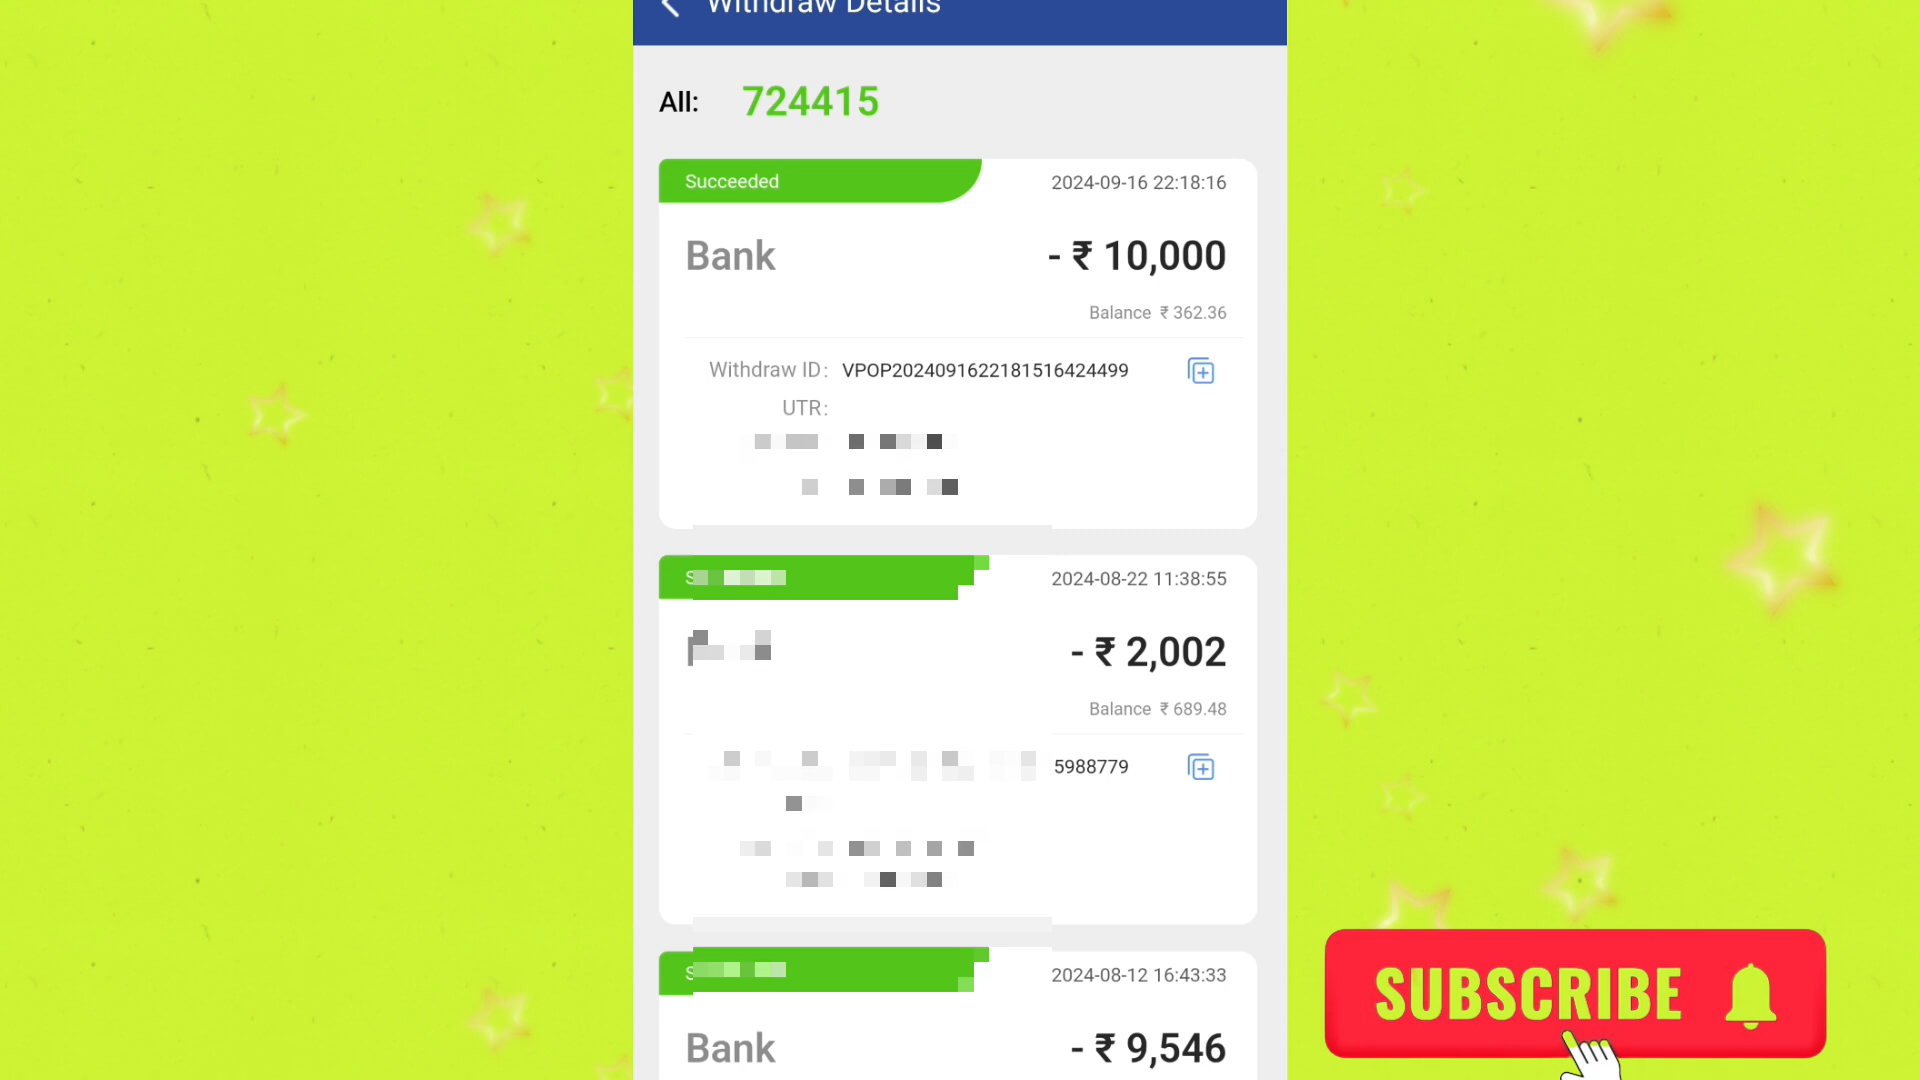 Withdraw Details
All: 724415
Succeeded 2024-09-16 22:18:16
Bank - ₹ 10,000
Balance ₹ 362.36
Withdraw ID: VPOP2024091622181516424499
UTR:
2024-08-22 11:38:55
- ₹ 2,002
Balance ₹ 689.48
5988779
2024-08-12 16:43:33
Bank - ₹ 9,546
SUBSCRIBE